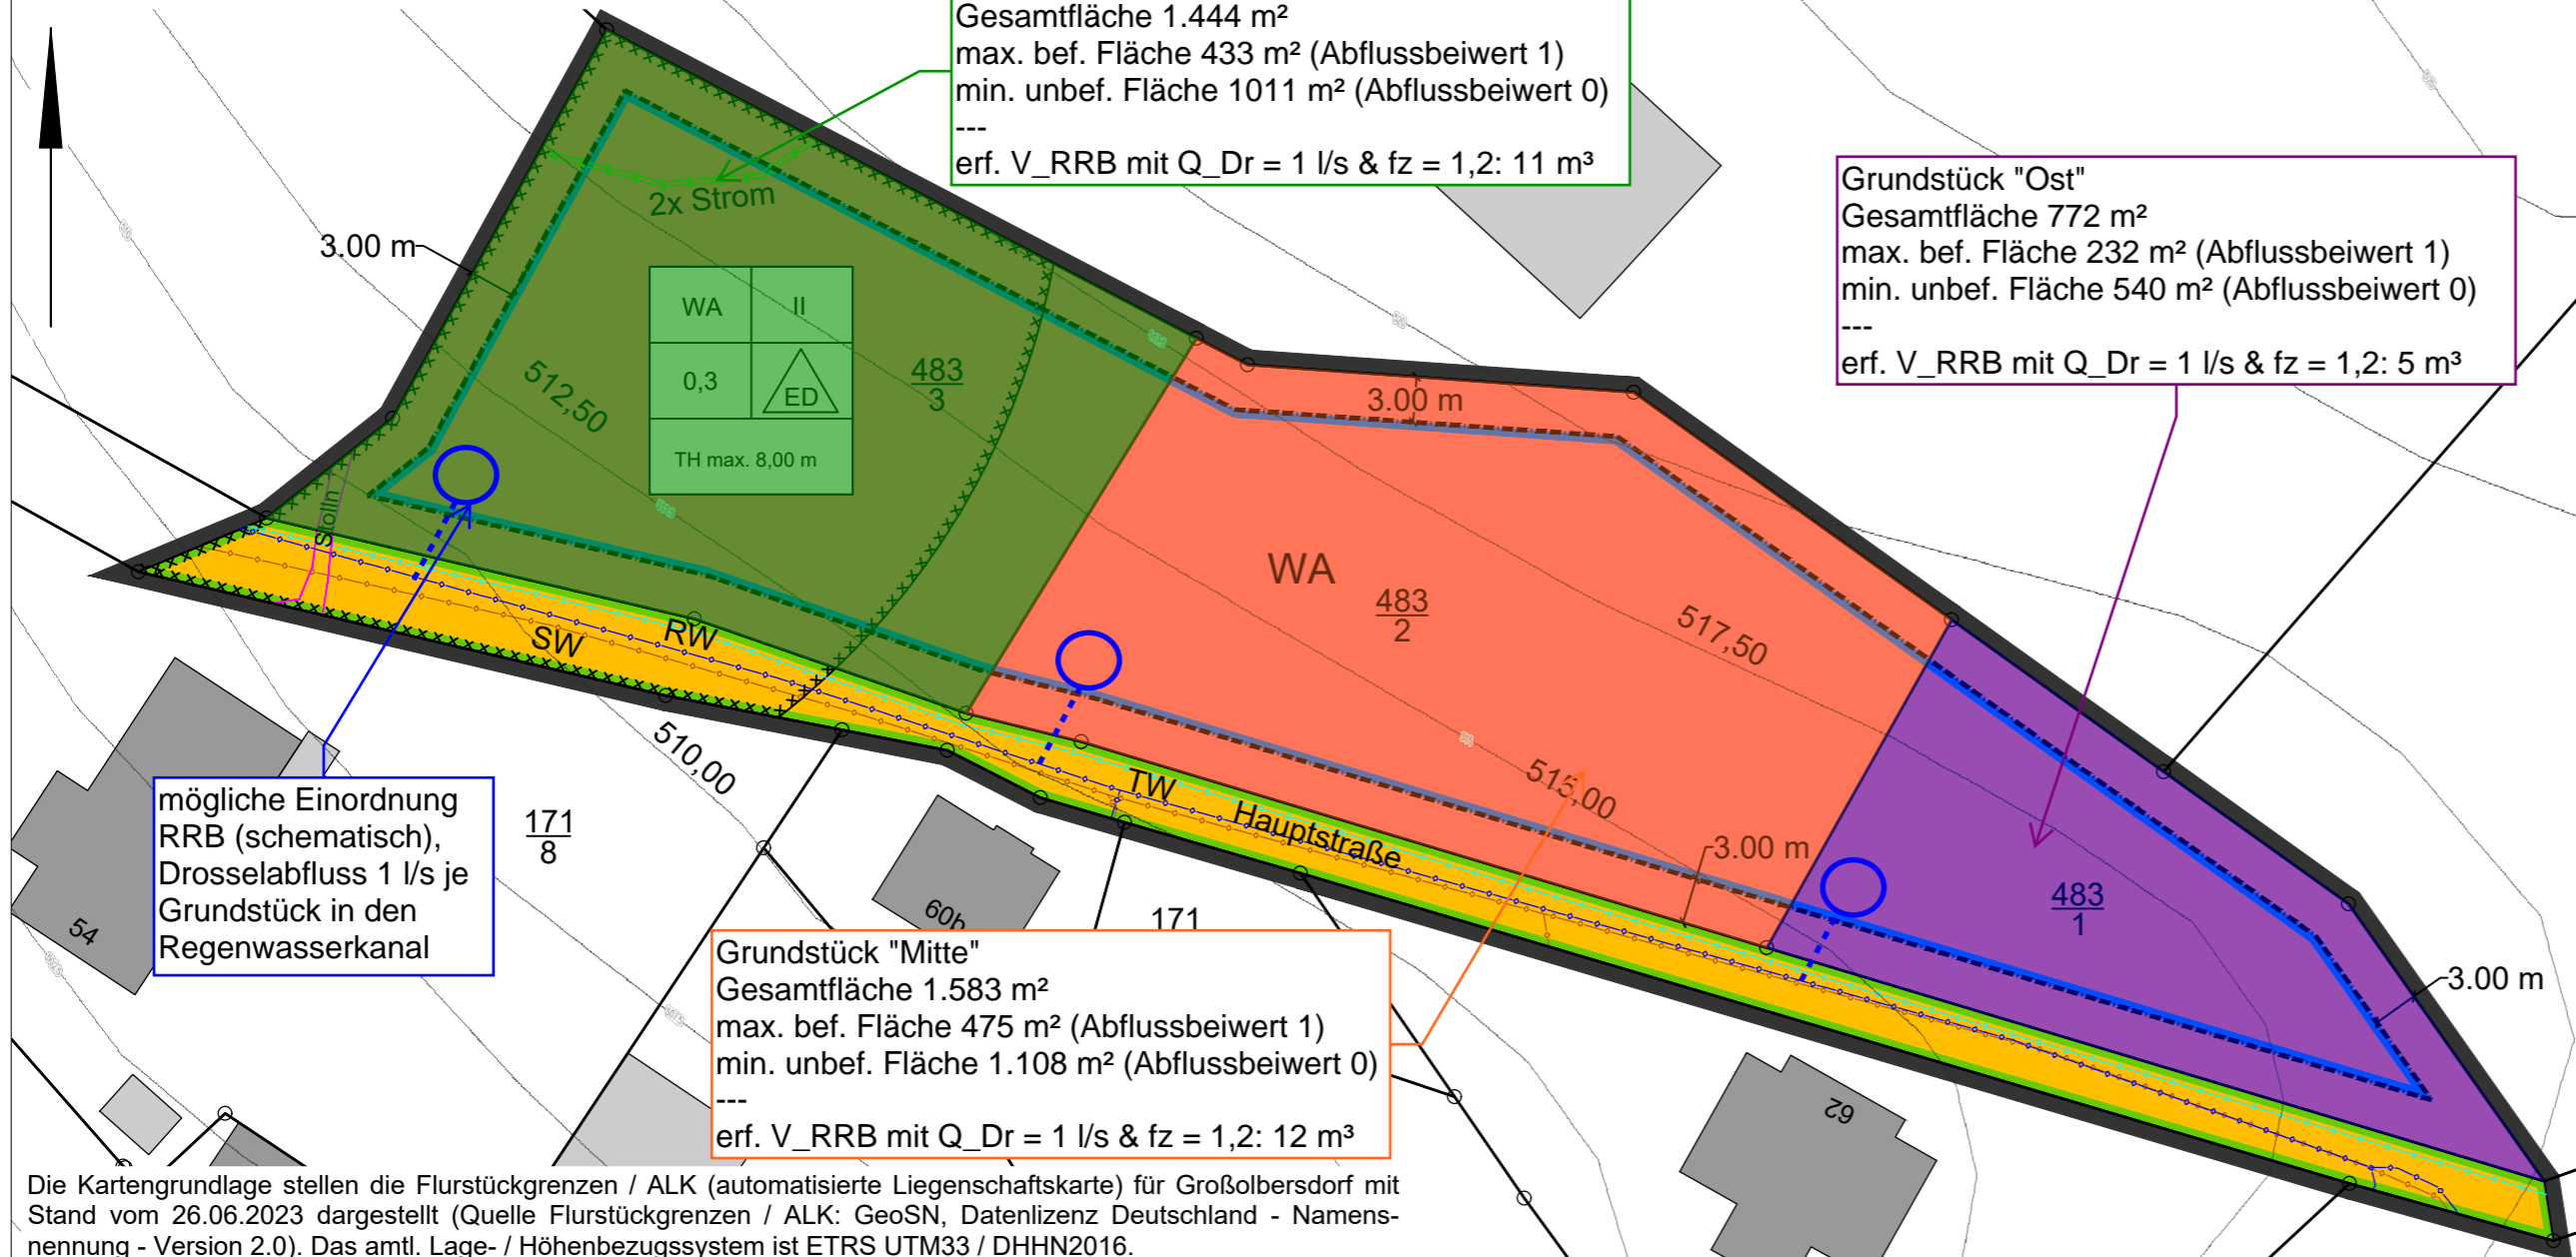 Gesamtfläche 1.444 m²
max. bef. Fläche 433 m² (Abflussbeiwert 1)
min. unbef. Fläche 1011 m² (Abflussbeiwert 0)
---
erf. V_RRB mit Q_Dr = 1 l/s & fz = 1,2: 11 m³
Grundstück "Ost"
Gesamtfläche 772 m²
max. bef. Fläche 232 m² (Abflussbeiwert 1)
min. unbef. Fläche 540 m² (Abflussbeiwert 0)
---
erf. V_RRB mit Q_Dr = 1 l/s & fz = 1,2: 5 m³
2x Strom
3.00 m
WA
II
0,3
ED
TH max. 8,00 m
483
3
512,50
3.00 m
Stolln
WA
483
2
517,50
SW
RW
510,00
TW
Hauptstraße
515,00
3.00 m
483
1
3.00 m
mögliche Einordnung
RRB (schematisch),
Drosselabfluss 1 l/s je
Grundstück in den
Regenwasserkanal
54
171
8
60b
171
Grundstück "Mitte"
Gesamtfläche 1.583 m²
max. bef. Fläche 475 m² (Abflussbeiwert 1)
min. unbef. Fläche 1.108 m² (Abflussbeiwert 0)
---
erf. V_RRB mit Q_Dr = 1 l/s & fz = 1,2: 12 m³
62
Die Kartengrundlage stellen die Flurstückgrenzen / ALK (automatisierte Liegenschaftskarte) für Großolbersdorf mit
Stand vom 26.06.2023 dargestellt (Quelle Flurstückgrenzen / ALK: GeoSN, Datenlizenz Deutschland - Namens-
nennung - Version 2.0). Das amtl. Lage- / Höhenbezugssystem ist ETRS UTM33 / DHHN2016.